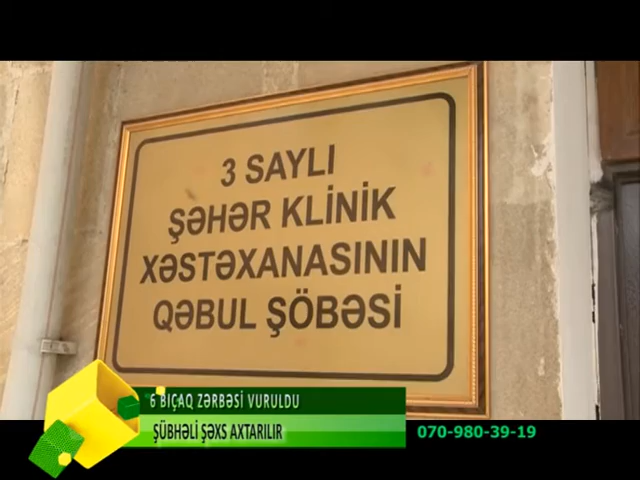 3 SAYLI
ŞƏHƏR KLİNİK
XƏSTƏXANASININ
QƏBUL ŞÖBƏSİ
6 BIÇAQ ZƏRBƏSİ VURULDU
ŞÜBHƏLİ ŞƏXS AXTARILIR
070-980-39-19